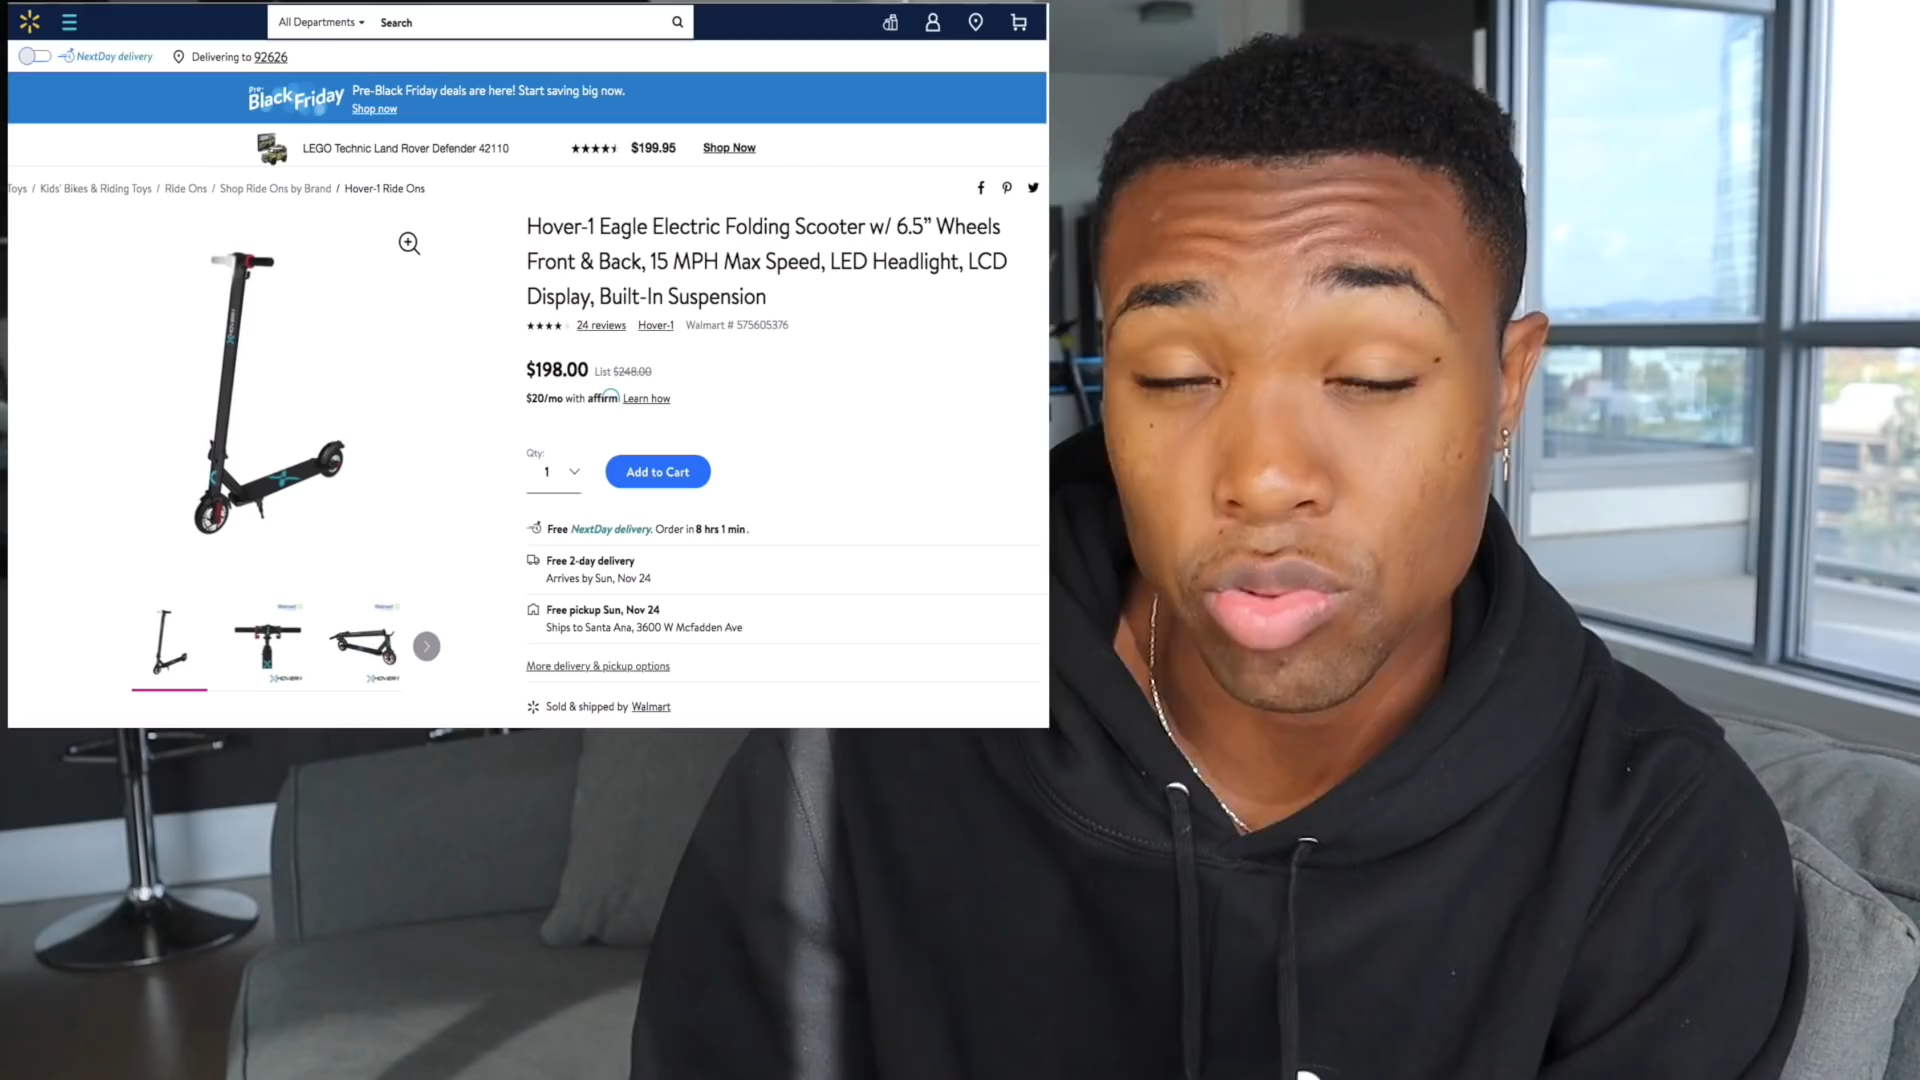 All Departments
Search
NextDay delivery
Delivering to 92626
Pre-
Black Friday
Pre-Black Friday deals are here! Start saving big now.
Shop now
LEGO Technic Land Rover Defender 42110
$199.95
Shop Now
Toys / Kids' Bikes & Riding Toys / Ride Ons / Shop Ride Ons by Brand / Hover-1 Ride Ons
Hover-1 Eagle Electric Folding Scooter w/ 6.5” Wheels
Front & Back, 15 MPH Max Speed, LED Headlight, LCD
Display, Built-In Suspension
24 reviews Hover-1 Walmart # 575605376
$198.00 List $248.00
$20/mo with affirm Learn how
Qty:
1
Add to Cart
Free NextDay delivery. Order in 8 hrs 1 min.
Free 2-day delivery
Arrives by Sun, Nov 24
Free pickup Sun, Nov 24
Ships to Santa Ana, 3600 W Mcfadden Ave
More delivery & pickup options
Sold & shipped by Walmart